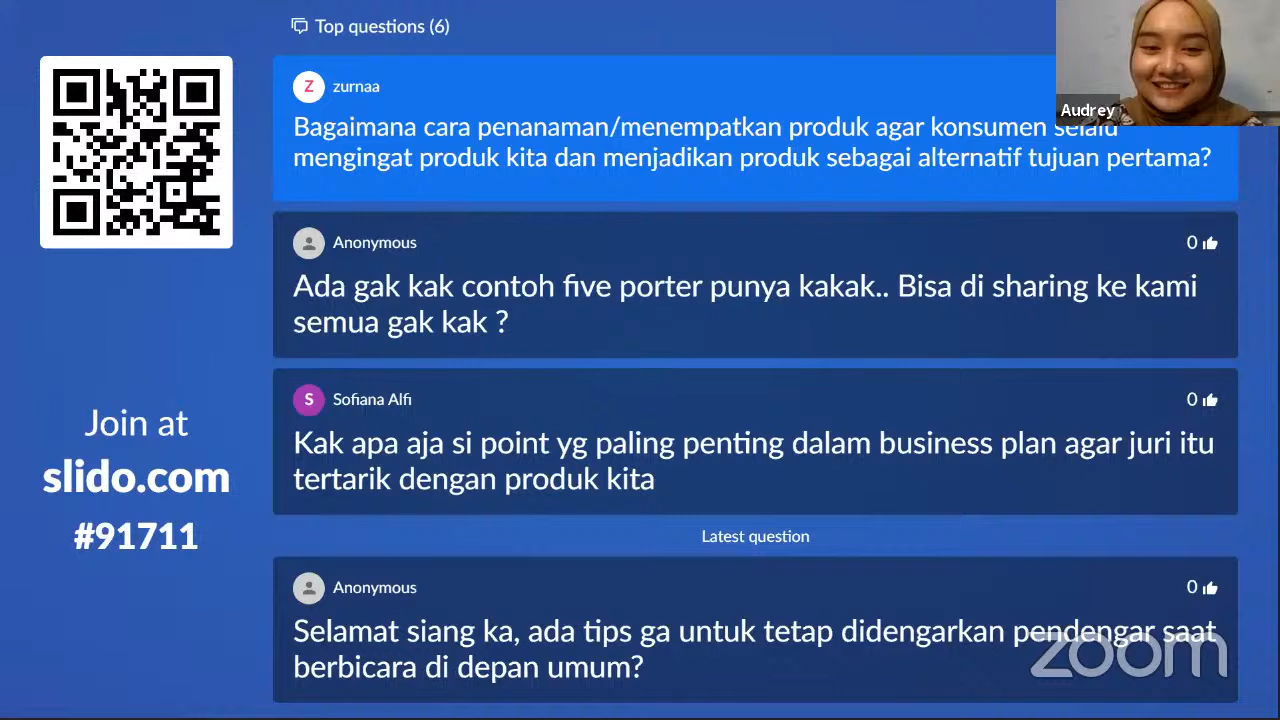 Top questions (6)
Audrey
Z zurnaa
Bagaimana cara penanaman/menempatkan produk agar konsumen selalu
mengingat produk kita dan menjadikan produk sebagai alternatif tujuan pertama?
Anonymous
0
Ada gak kak contoh five porter punya kakak.. Bisa di sharing ke kami
semua gak kak ?
S Sofiana Alfi
0
Kak apa aja si point yg paling penting dalam business plan agar juri itu
tertarik dengan produk kita
Join at
slido.com
#91711
Latest question
Anonymous
0
Selamat siang ka, ada tips ga untuk tetap didengarkan pendengar saat
berbicara di depan umum?
zoom